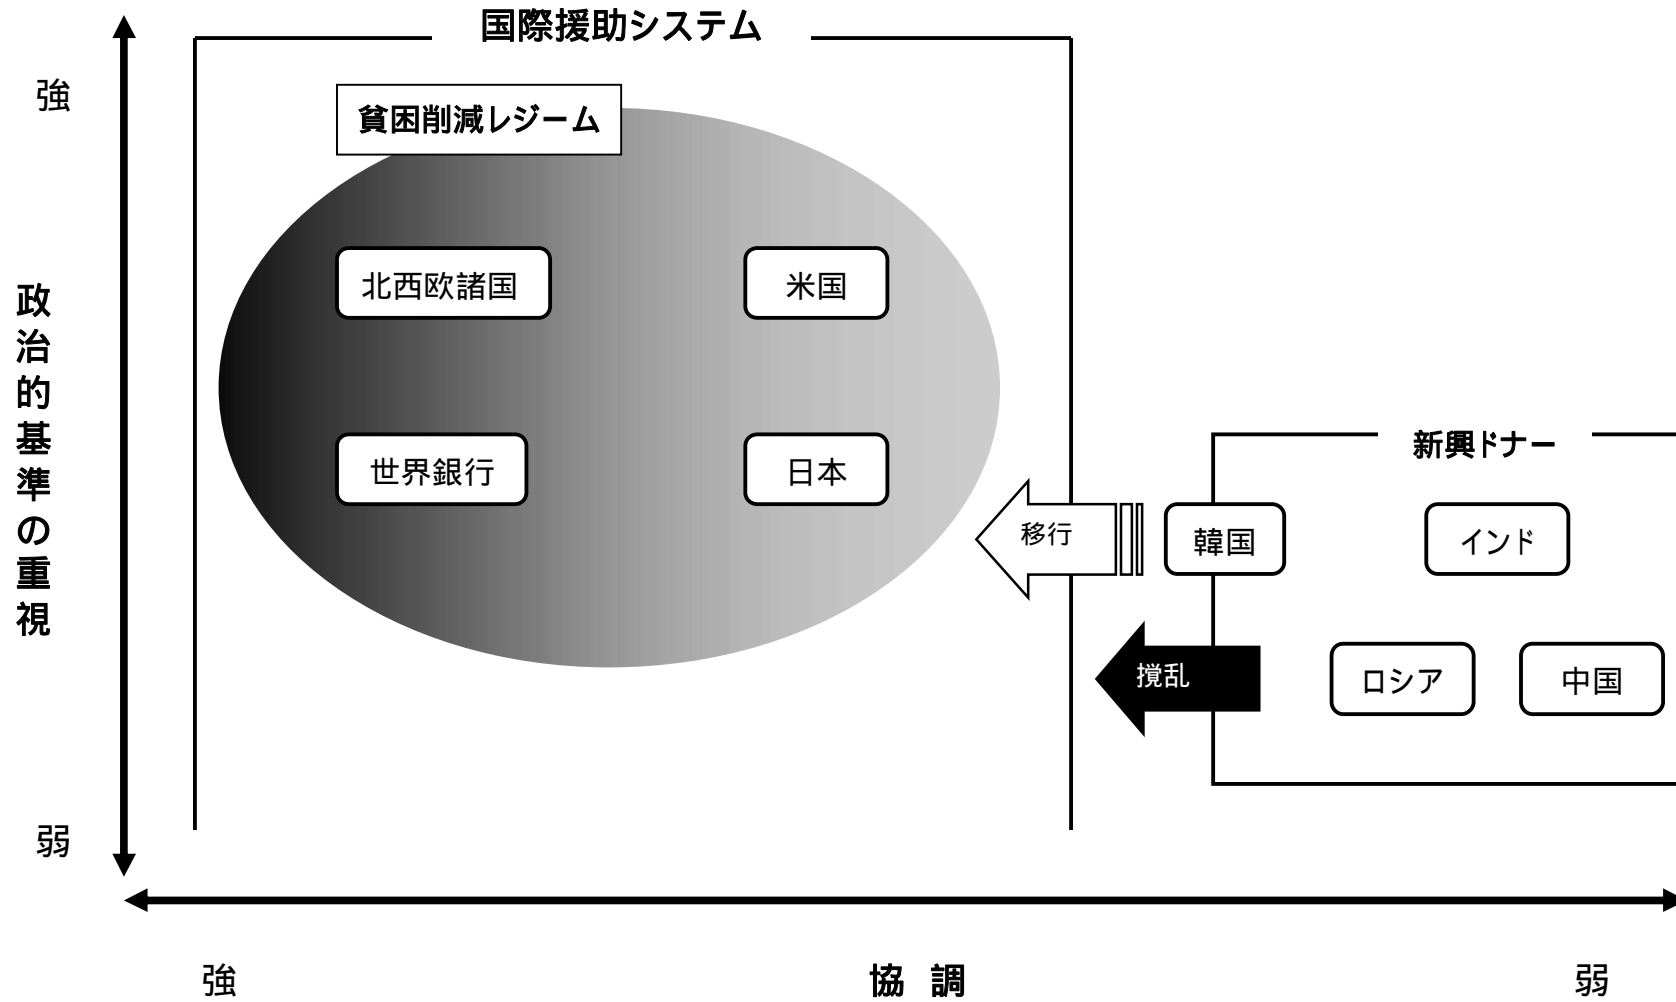 国際援助システム
強
貧困削減レジーム
北西欧諸国
米国
政治的基準の重視
世界銀行
日本
新興ドナー
移行
韓国
インド
撹乱
ロシア
中国
弱
強
協 調
弱